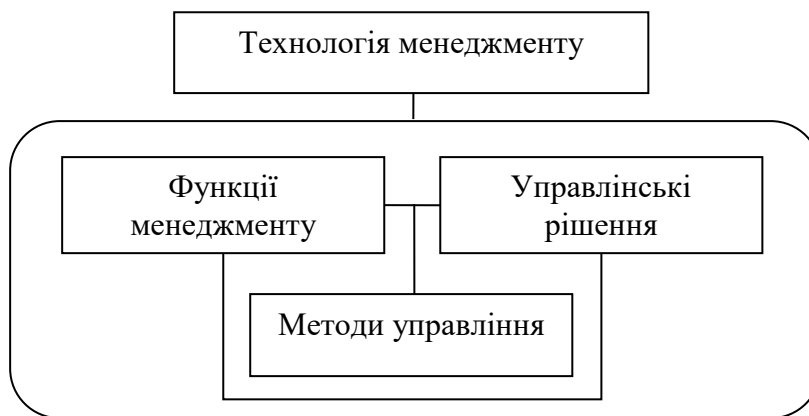 Технологія менеджменту
Функції
менеджменту
Управлінські
рішення
Методи управління